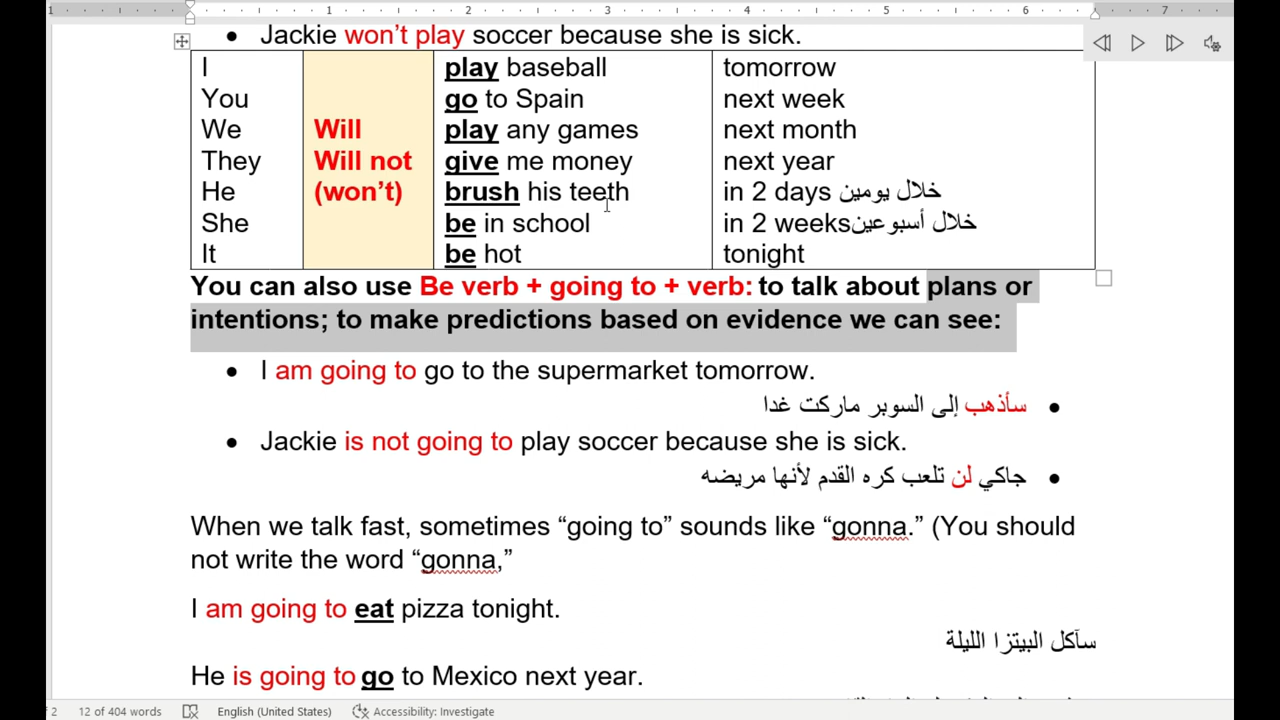 Jackie won’t play soccer because she is sick.
I play baseball tomorrow
You go to Spain next week
We Will play any games next month
They Will not give me money next year
He (won’t) brush his teeth in 2 days خلال يومين
She be in school in 2 weeks خلال أسبوعين
It be hot tonight
You can also use Be verb + going to + verb: to talk about plans or
intentions; to make predictions based on evidence we can see:
I am going to go to the supermarket tomorrow.
سأذهب إلى السوبر ماركت غدا
Jackie is not going to play soccer because she is sick.
جاكي لن تلعب كره القدم لأنها مريضه
When we talk fast, sometimes “going to” sounds like “gonna.” (You should
not write the word “gonna,”
I am going to eat pizza tonight.
سآكل البيتزا الليلة
He is going to go to Mexico next year.
2 12 of 404 words English (United States) Accessibility: Investigate